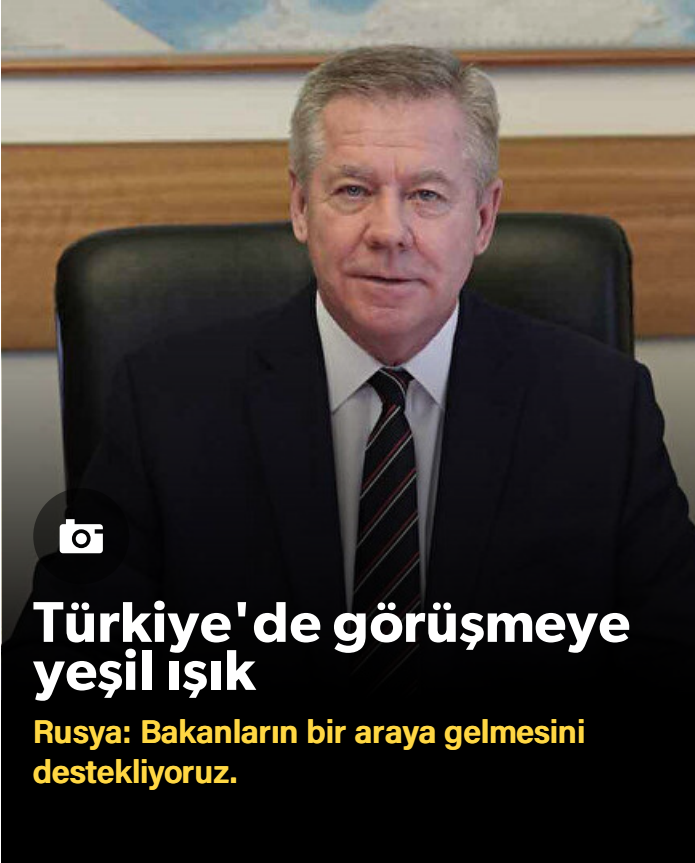 Türkiye'de görüşmeye
yeşil ışık
Rusya: Bakanların bir araya gelmesini
destekliyoruz.